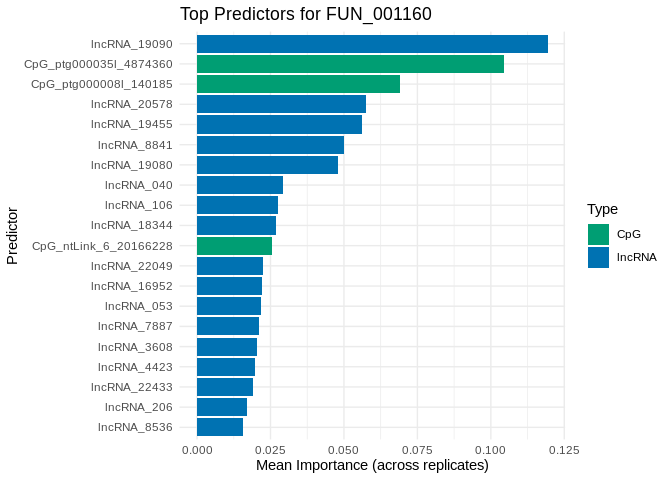 Top Predictors for FUN_001160
Predictor
lncRNA_19090
CpG_ptg000035l_4874360
CpG_ptg000008l_140185
lncRNA_20578
lncRNA_19455
lncRNA_8841
lncRNA_19080
lncRNA_040
lncRNA_106
lncRNA_18344
CpG_ntLink_6_20166228
lncRNA_22049
lncRNA_16952
lncRNA_053
lncRNA_7887
lncRNA_3608
lncRNA_4423
lncRNA_22433
lncRNA_206
lncRNA_8536
0.000 0.025 0.050 0.075 0.100 0.125
Mean Importance (across replicates)
Type
CpG
lncRNA